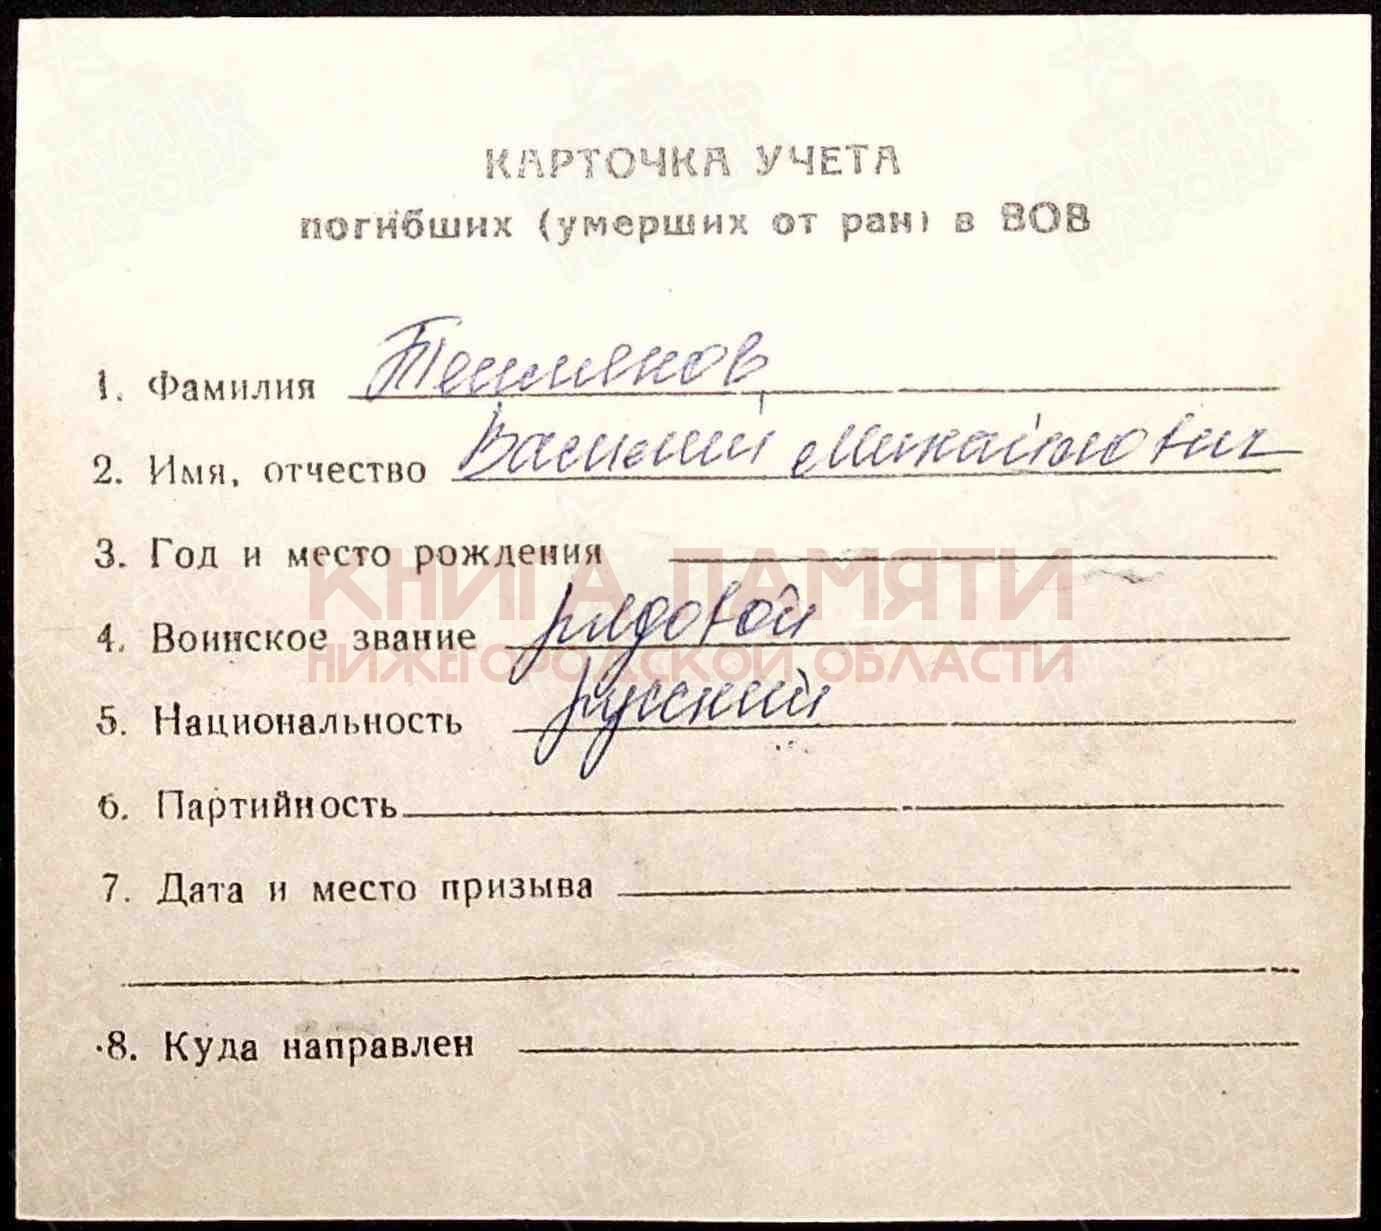 КАРТОЧКА УЧЕТА
погибших (умерших от ран) в ВОВ
1. Фамилия
2. Имя, отчество Василий Михайлович
3. Год и место рождения
КНИГА ПАМЯТИ
4. Воинское звание рядовой
НИЖЕГОРОДСКОЙ ОБЛАСТИ
5. Национальность русский
6. Партийность
7. Дата и место призыва
8. Куда направлен